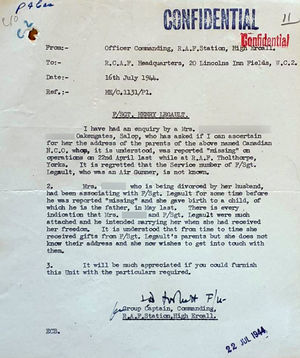 CONFIDENTIAL
11
Confidential
From:- Officer Commanding, R.A.F.Station, High Ercall.
To:- R.C.A.F. Headquarters, 20 Lincolns Inn Fields, W.C.2.
Date:- 16th July 1944.
Ref.:- HE/C.1131/P1.
F/SGT. HENRY LEGAULT.
I have had an enquiry by a Mrs.
Oakengates, Salop, who has asked if I can ascertain
for her the address of the parents of the above named Canadian
N.C.O. whom, it is understood, was reported "missing" on
operations on 22nd April last while at R.A.F. Tholthorpe,
Yorks. It is regretted that the Service number of F/Sgt.
Legault, who was an Air Gunner, is not known.
2. Mrs. who is being divorced by her husband,
had been associating with F/Sgt Legault for some time before
he was reported "missing" and she gave birth to a child, of
which, he is the father, in May last. There is every
indication that Mrs. and F/Sgt. Legault were much
attached and he intended marrying her when she had received
her freedom. It is understood that from time to time she
received gifts from F/Sgt. Legault's parents but she does not
know their address and she now wishes to get into touch with
them.
3. It will be much appreciated if you could furnish
this Unit with the particulars required.
Group Captain, Commanding,
R.A.F.Station, High Ercall.
ECB.
22 JUL 1944